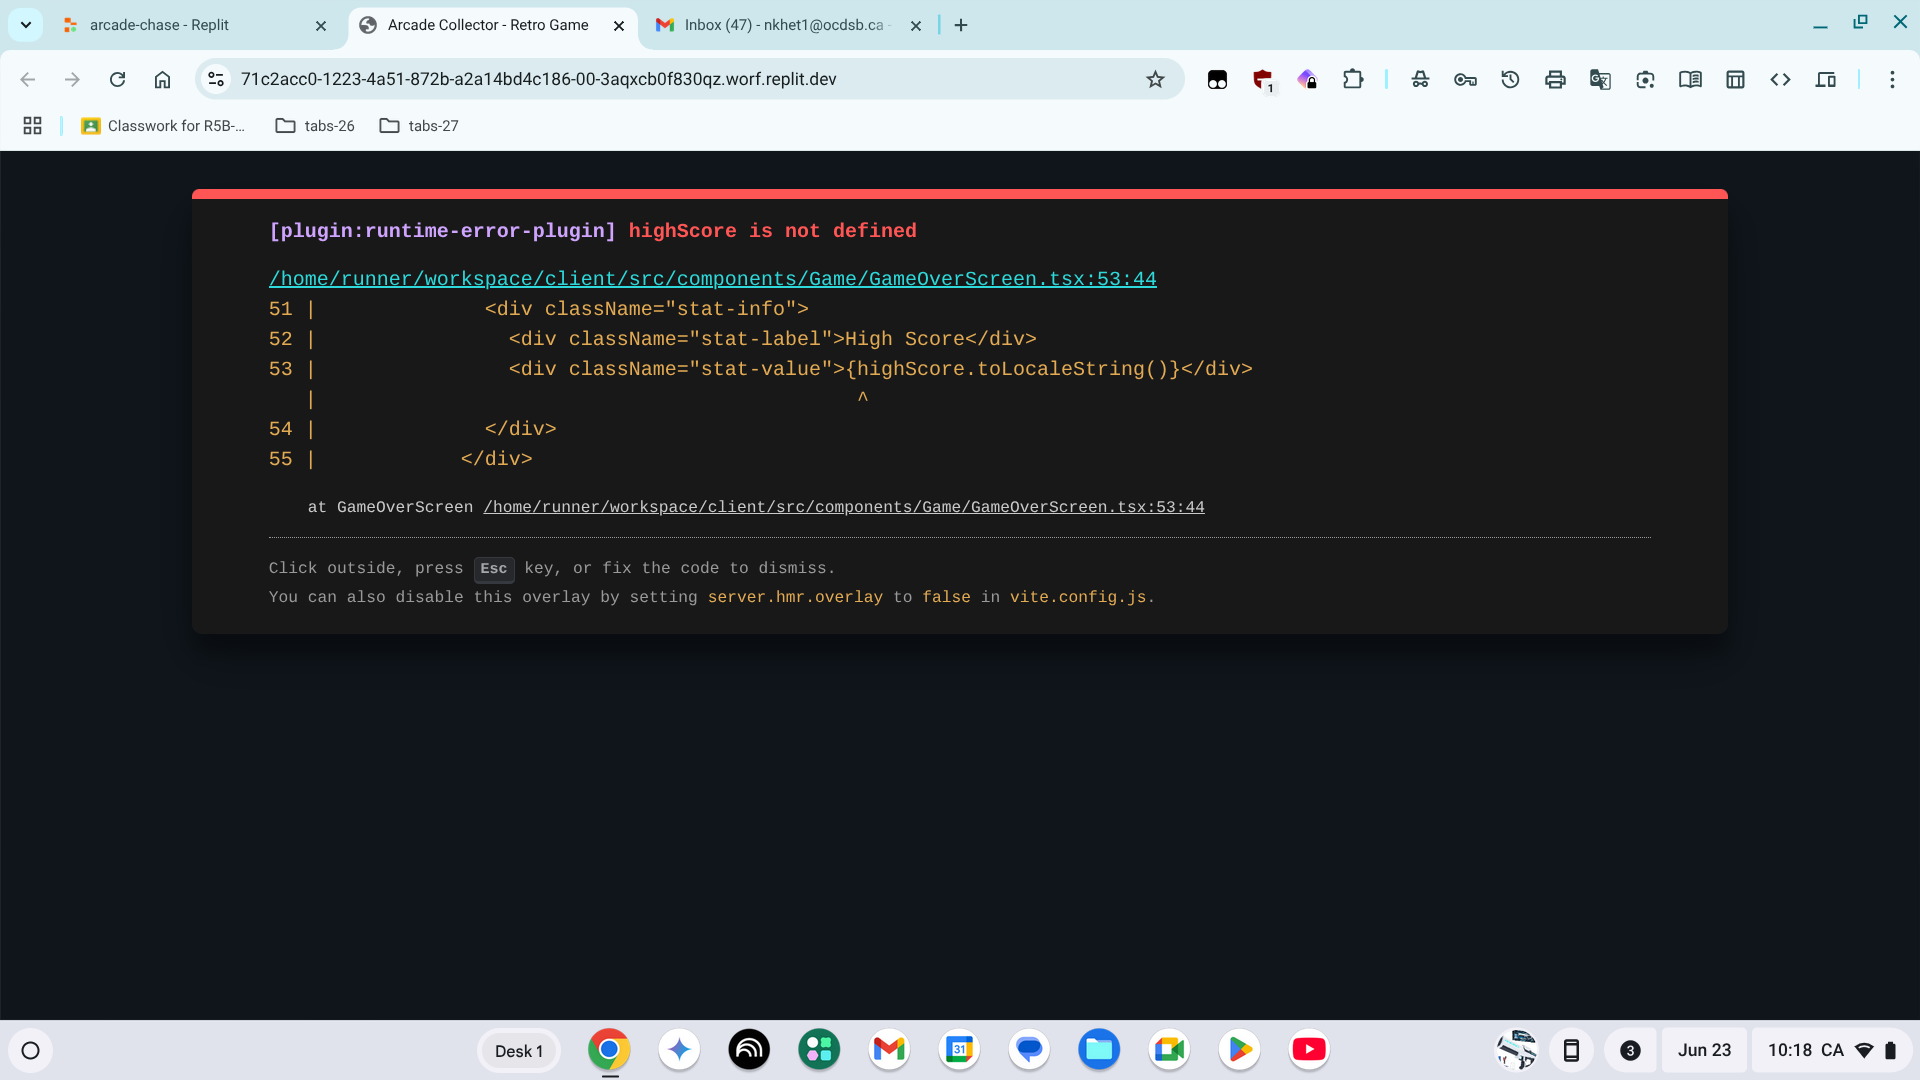 arcade-chase - Replit
Arcade Collector - Retro Game
Inbox (47) - nkhet1@ocdsb.ca -
71c2acc0-1223-4a51-872b-a2a14bd4c186-00-3aqxcb0f830qz.worf.replit.dev
1
Classwork for R5B-...
tabs-26
tabs-27
[plugin:runtime-error-plugin] highScore is not defined
/home/runner/workspace/client/src/components/Game/GameOverScreen.tsx:53:44
51 | <div className="stat-info">
52 | <div className="stat-label">High Score</div>
53 | <div className="stat-value">{highScore.toLocaleString()}</div>
| ^
54 | </div>
55 | </div>
at GameOverScreen /home/runner/workspace/client/src/components/Game/GameOverScreen.tsx:53:44
Click outside, press Esc key, or fix the code to dismiss.
You can also disable this overlay by setting server.hmr.overlay to false in vite.config.js.
Desk 1
31
3
Jun 23
10:18 CA